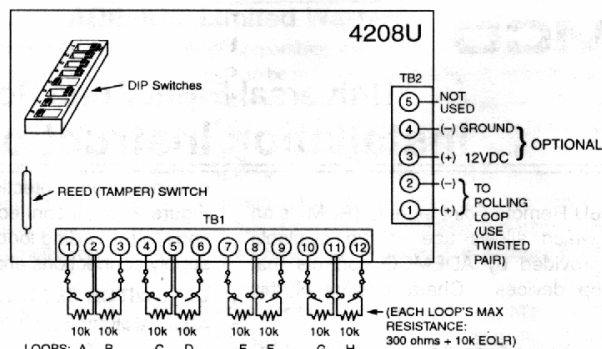 4208U
DIP Switches
TB2
5 NOT USED
4 (–) GROUND
3 (+) 12VDC
OPTIONAL
2 (–)
1 (+)
TO
POLLING
LOOP
(USE
TWISTED
PAIR)
REED (TAMPER) SWITCH
TB1
1 2 3 4 5 6 7 8 9 10 11 12
10k 10k 10k 10k 10k 10k 10k 10k
(EACH LOOP'S MAX
RESISTANCE:
300 ohms + 10k EOLR)
LOOPS: A B C D E F G H